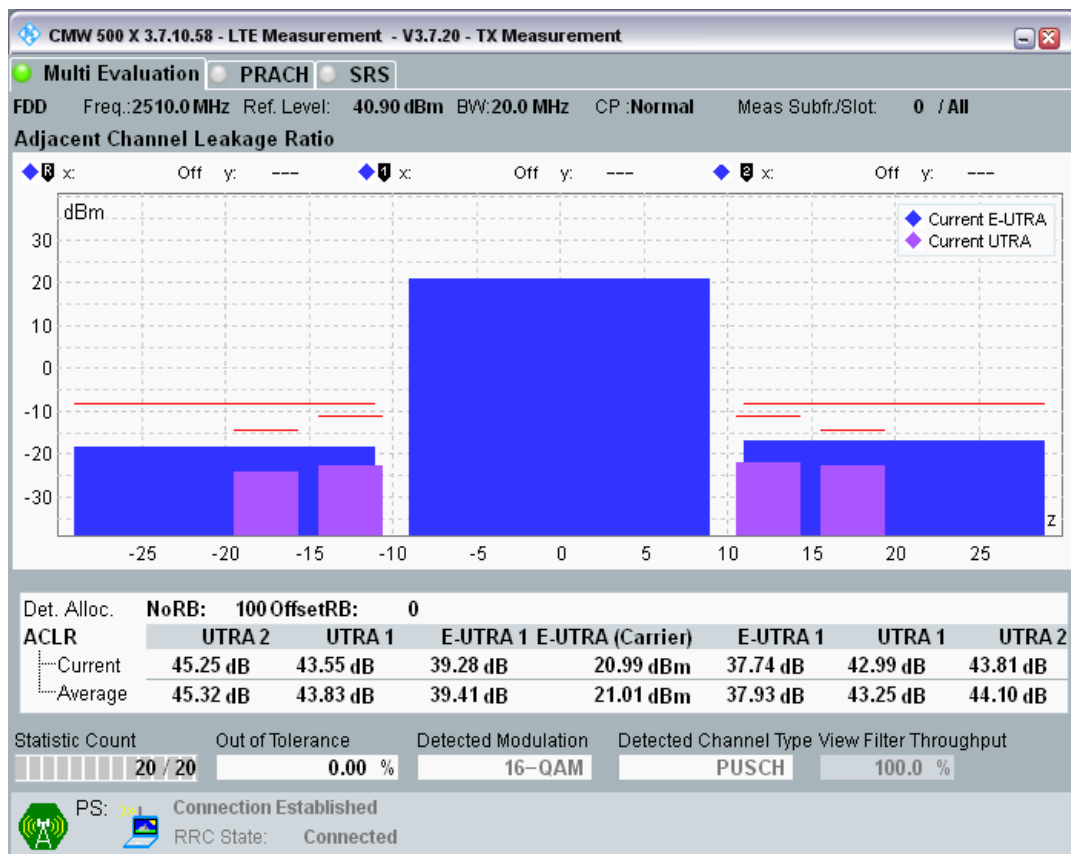 CMW 500 X 3.7.10.58 - LTE Measurement - V3.7.20 - TX Measurement
Multi Evaluation PRACH SRS
FDD Freq.:2510.0 MHz Ref. Level: 40.90 dBm BW:20.0 MHz CP :Normal Meas Subfr./Slot: 0 / All
Adjacent Channel Leakage Ratio
R x: Off y: --- 1 x: Off y: --- 2 x: Off y: ---
dBm
Current E-UTRA
Current UTRA
30
20
10
0
-10
-20
-30
z
-25 -20 -15 -10 -5 0 5 10 15 20 25
Det. Alloc. NoRB: 100 OffsetRB: 0
ACLR UTRA 2 UTRA 1 E-UTRA 1 E-UTRA (Carrier) E-UTRA 1 UTRA 1 UTRA 2
Current 45.25 dB 43.55 dB 39.28 dB 20.99 dBm 37.74 dB 42.99 dB 43.81 dB
Average 45.32 dB 43.83 dB 39.41 dB 21.01 dBm 37.93 dB 43.25 dB 44.10 dB
Statistic Count Out of Tolerance Detected Modulation Detected Channel Type View Filter Throughput
20 / 20 0.00 % 16-QAM PUSCH 100.0 %
PS: Connection Established
RRC State: Connected